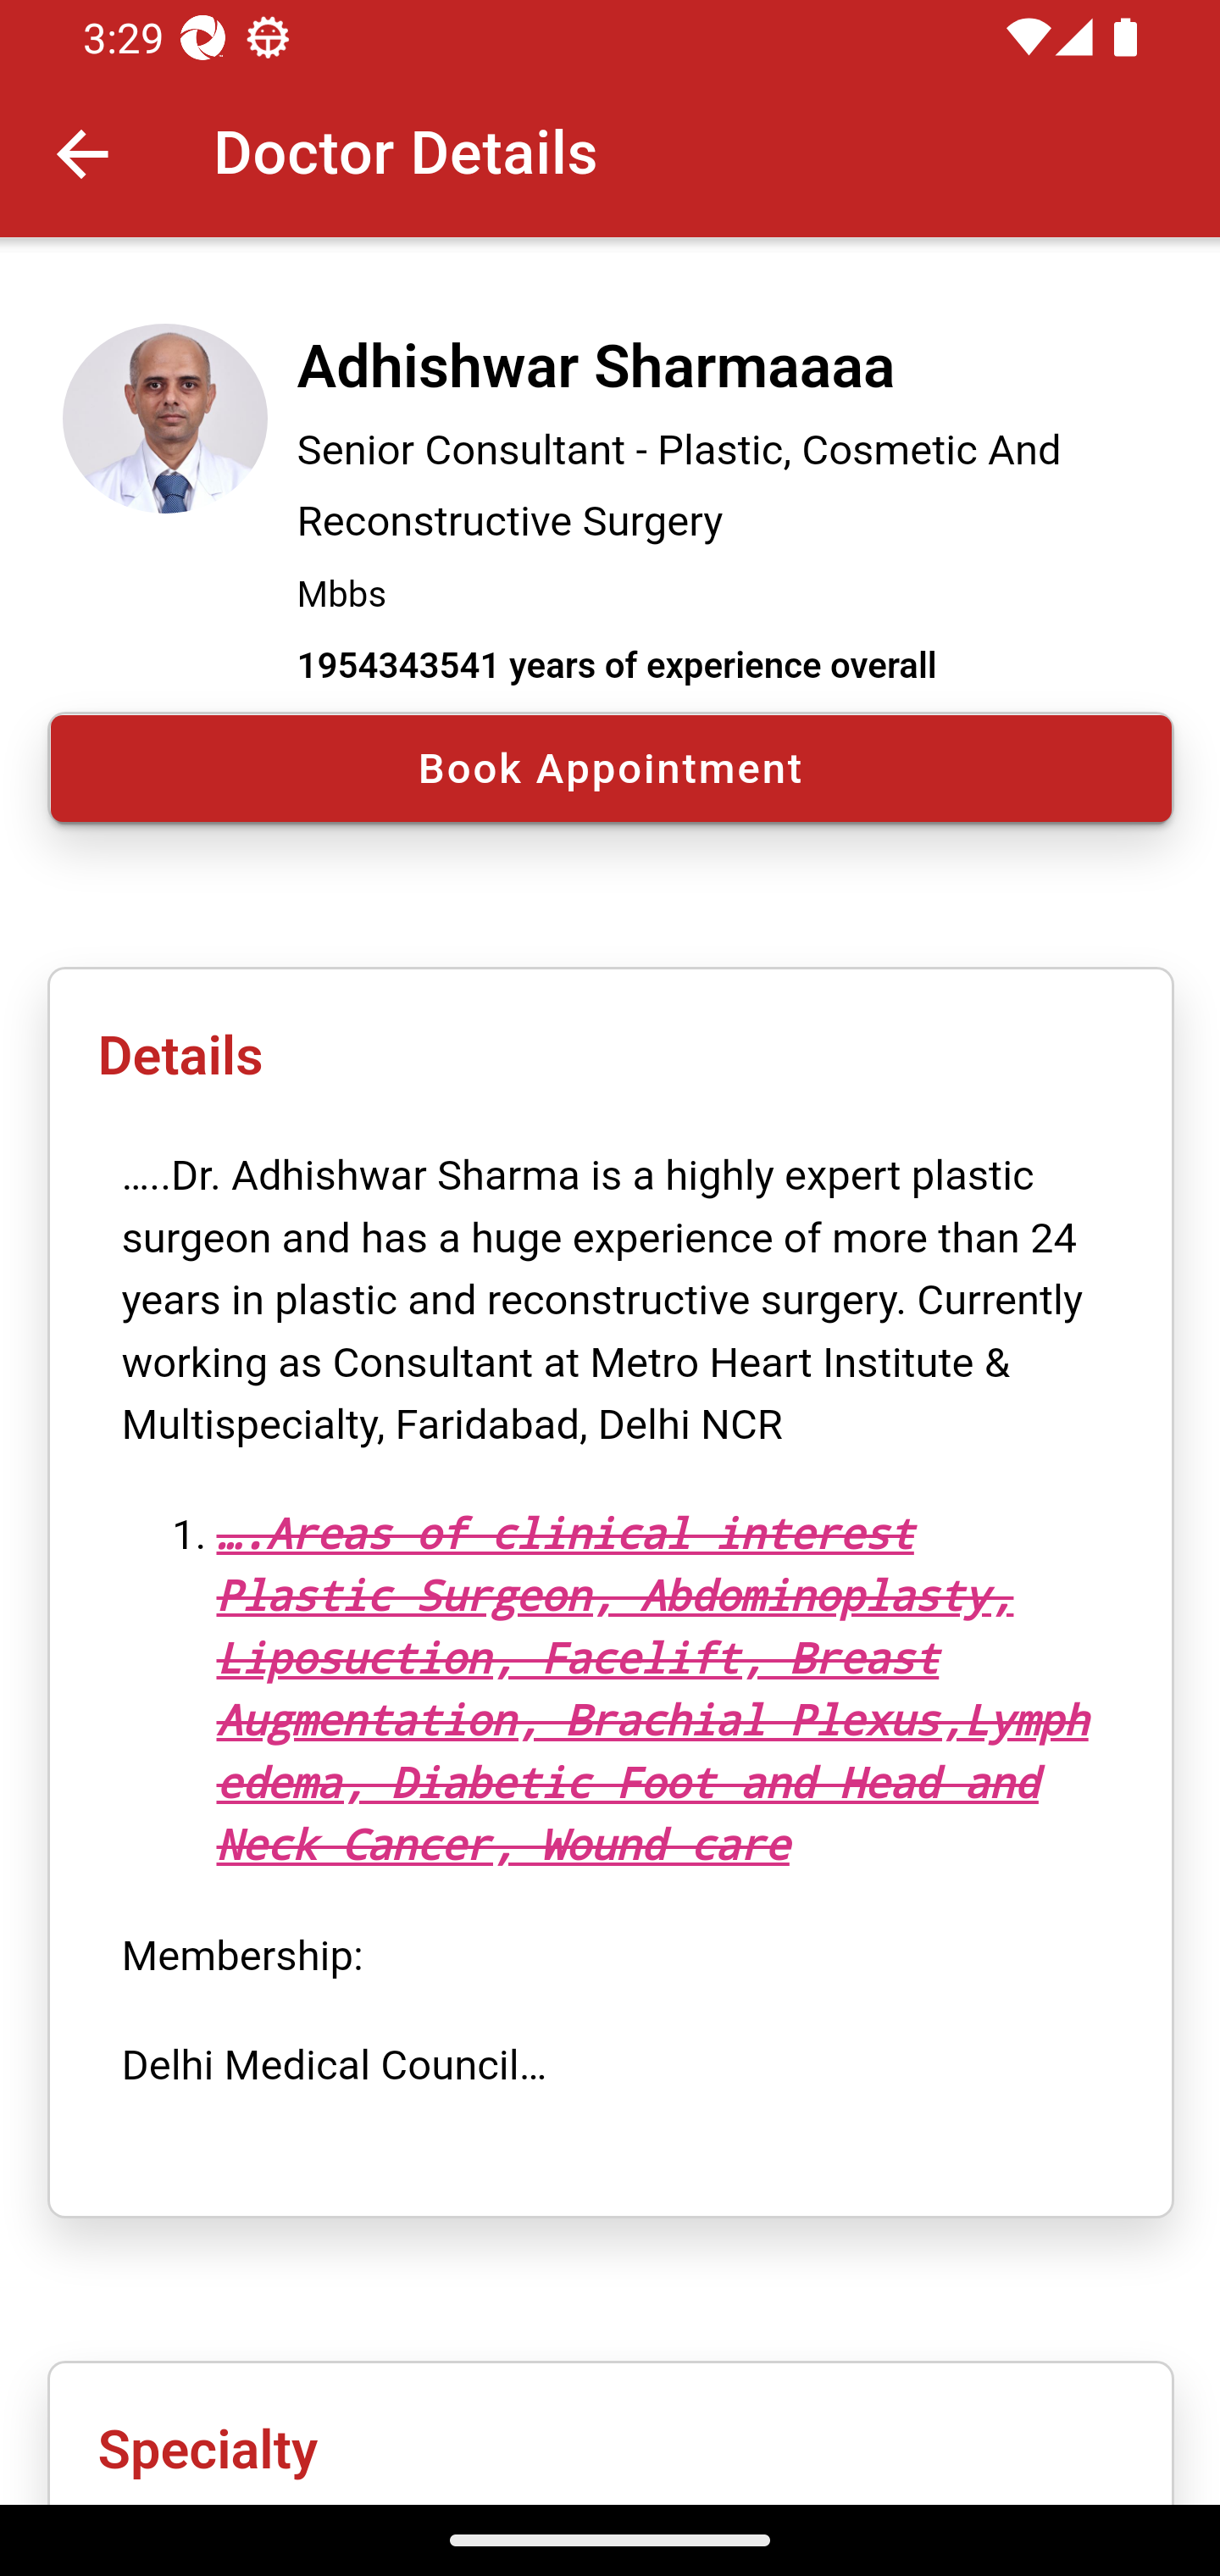 3:29
Doctor Details
Adhishwar Sharmaaaa
Senior Consultant - Plastic, Cosmetic And
Reconstructive Surgery
Mbbs
1954343541 years of experience overall
Book Appointment
Details
…..Dr. Adhishwar Sharma is a highly expert plastic
surgeon and has a huge experience of more than 24
years in plastic and reconstructive surgery. Currently
working as Consultant at Metro Heart Institute &
Multispecialty, Faridabad, Delhi NCR
1. ….Areas of clinical interest
Plastic Surgeon, Abdominoplasty,
Liposuction, Facelift, Breast
Augmentation, Brachial Plexus,Lymph
edema, Diabetic Foot and Head and
Neck Cancer, Wound care
Membership:
Delhi Medical Council…
Specialty